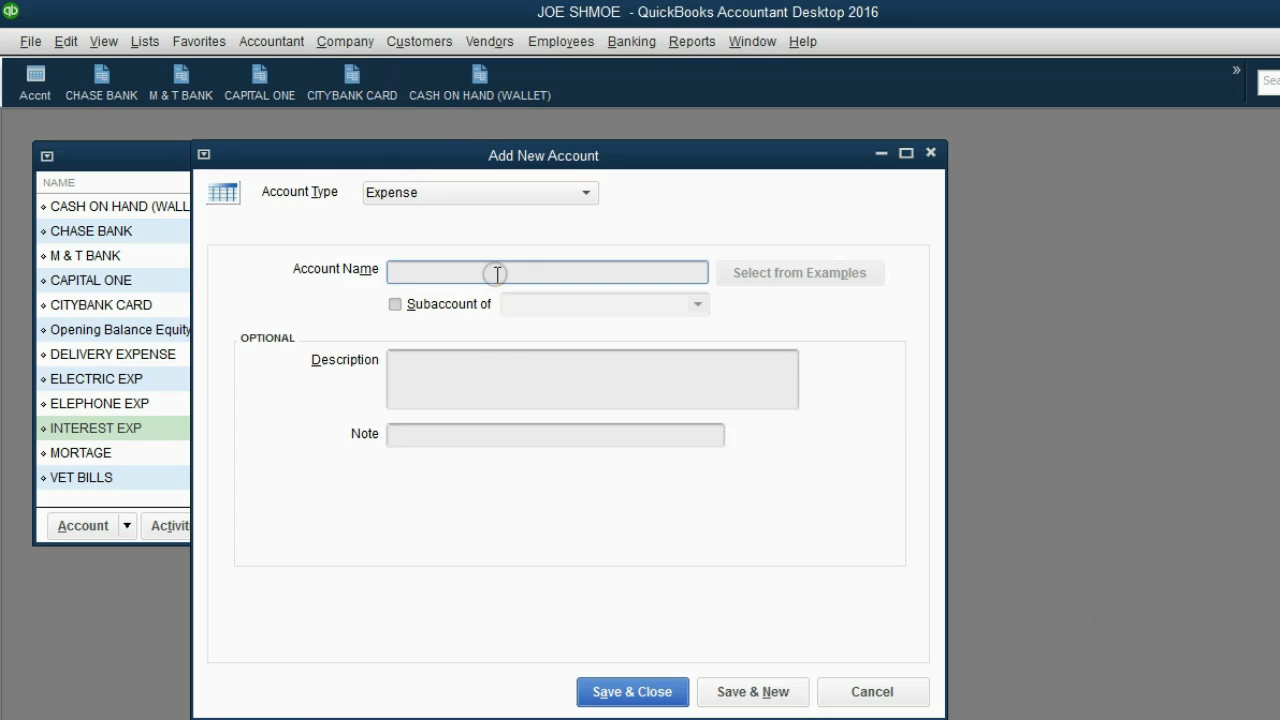 qb
JOE SHMOE - QuickBooks Accountant Desktop 2016
File Edit View Lists Favorites Accountant Company Customers Vendors Employees Banking Reports Window Help
Accnt CHASE BANK M & T BANK CAPITAL ONE CITYBANK CARD CASH ON HAND (WALLET) » Sea
Add New Account
NAME
Account Type Expense
CASH ON HAND (WALL
CHASE BANK
M & T BANK
CAPITAL ONE
CITYBANK CARD
Opening Balance Equity
DELIVERY EXPENSE
ELECTRIC EXP
ELEPHONE EXP
INTEREST EXP
MORTAGE
VET BILLS
Account Activit
Account Name Select from Examples
Subaccount of
OPTIONAL
Description
Note
Save & Close Save & New Cancel